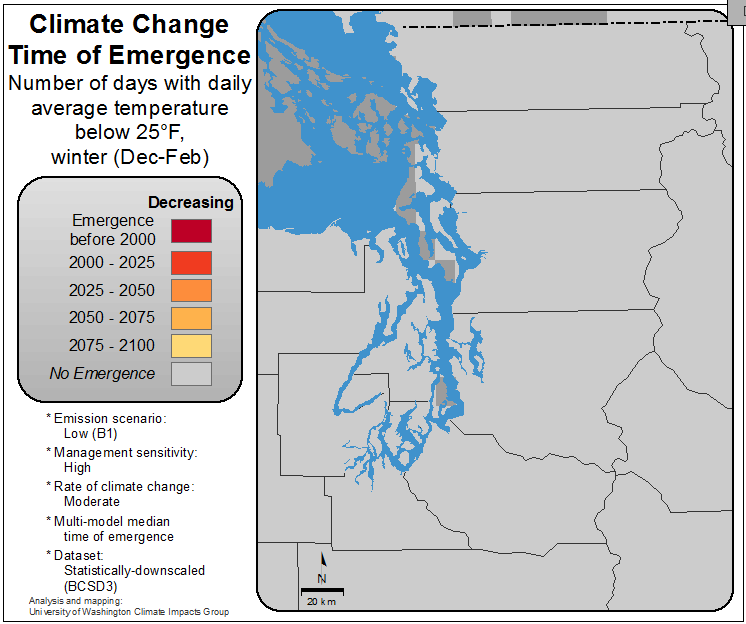 Climate Change
Time of Emergence
Number of days with daily
average temperature
below 25°F,
winter (Dec-Feb)
Decreasing
Emergence
before 2000
2000 - 2025
2025 - 2050
2050 - 2075
2075 - 2100
No Emergence
* Emission scenario:
Low (B1)
* Management sensitivity:
High
* Rate of climate change:
Moderate
* Multi-model median
time of emergence
* Dataset:
Statistically-downscaled
(BCSD3)
Analysis and mapping:
University of Washington Climate Impacts Group
N
20 km